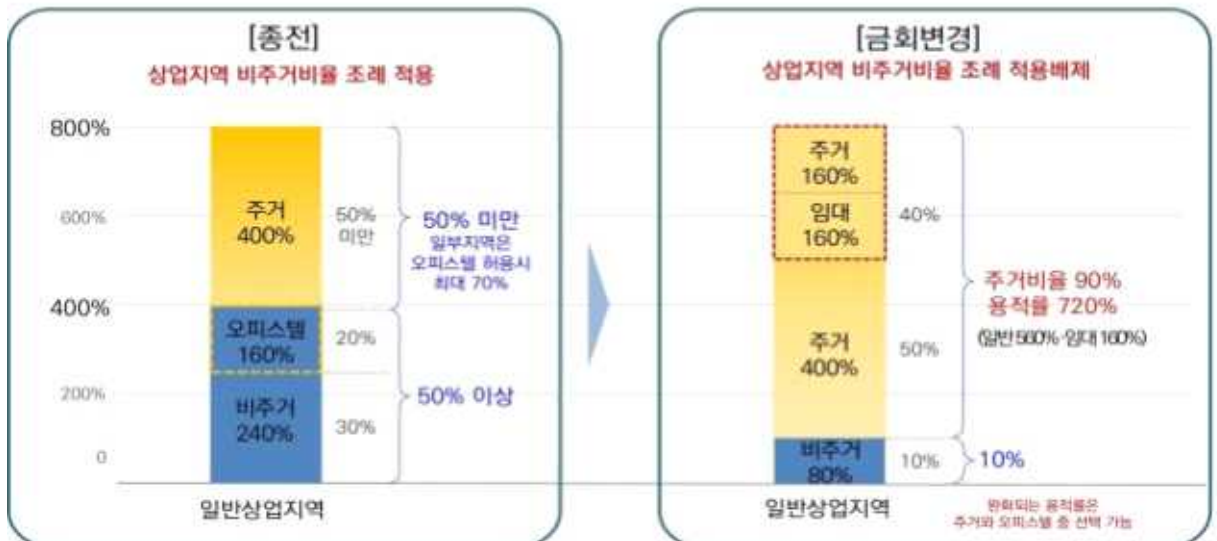 [종전]
상업지역 비주거비율 조례 적용
800%
600%
400%
200%
0
주거
400%
오피스텔
160%
비주거
240%
50%
미만
20%
30%
50% 미만
일부지역은
오피스텔 허용시
최대 70%
50% 이상
일반상업지역
[금회변경]
상업지역 비주거비율 조례 적용배제
주거
160%
임대
160%
주거
400%
비주거
80%
40%
50%
10%
주거비율 90%
용적률 720%
(일반 560%·임대 160%)
10%
일반상업지역
완화되는 용적률은
주거와 오피스텔 중 선택 가능